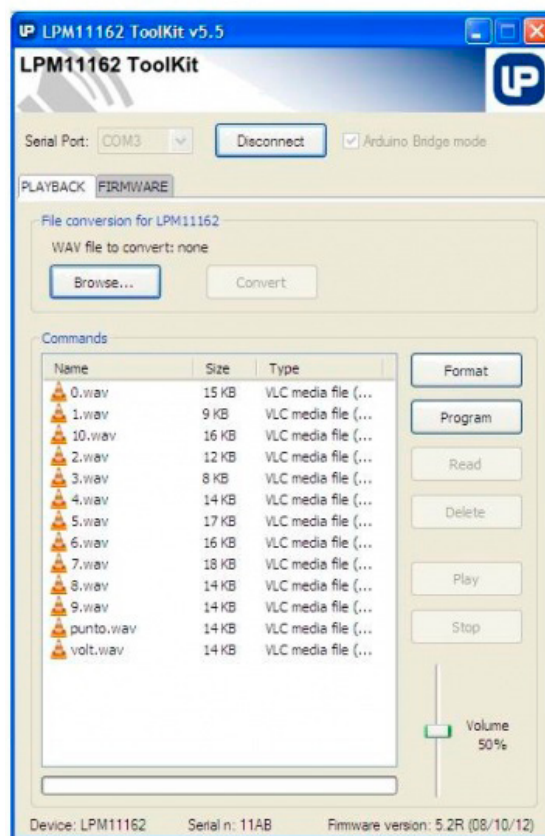 LPM11162 ToolKit v5.5
LPM11162 ToolKit
Serial Port: COM3 Disconnect Arduino Bridge mode
PLAYBACK FIRMWARE
File conversion for LPM11162
WAV file to convert: none
Browse... Convert
Commands
Name Size Type
0.wav 15 KB VLC media file (...
1.wav 9 KB VLC media file (...
10.wav 16 KB VLC media file (...
2.wav 12 KB VLC media file (...
3.wav 8 KB VLC media file (...
4.wav 14 KB VLC media file (...
5.wav 17 KB VLC media file (...
6.wav 16 KB VLC media file (...
7.wav 18 KB VLC media file (...
8.wav 14 KB VLC media file (...
9.wav 14 KB VLC media file (...
punto.wav 14 KB VLC media file (...
volt.wav 14 KB VLC media file (...
Format
Program
Read
Delete
Play
Stop
Volume
50%
Device: LPM11162 Serial n: 11AB Firmware version: 5.2R (08/10/12)